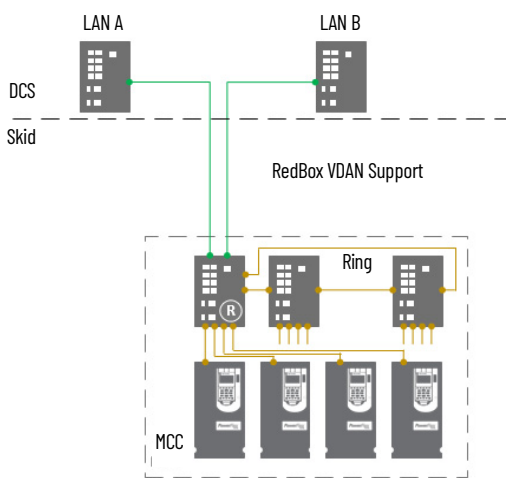 LAN A
LAN B
DCS
Skid
RedBox VDAN Support
Ring
R
MCC